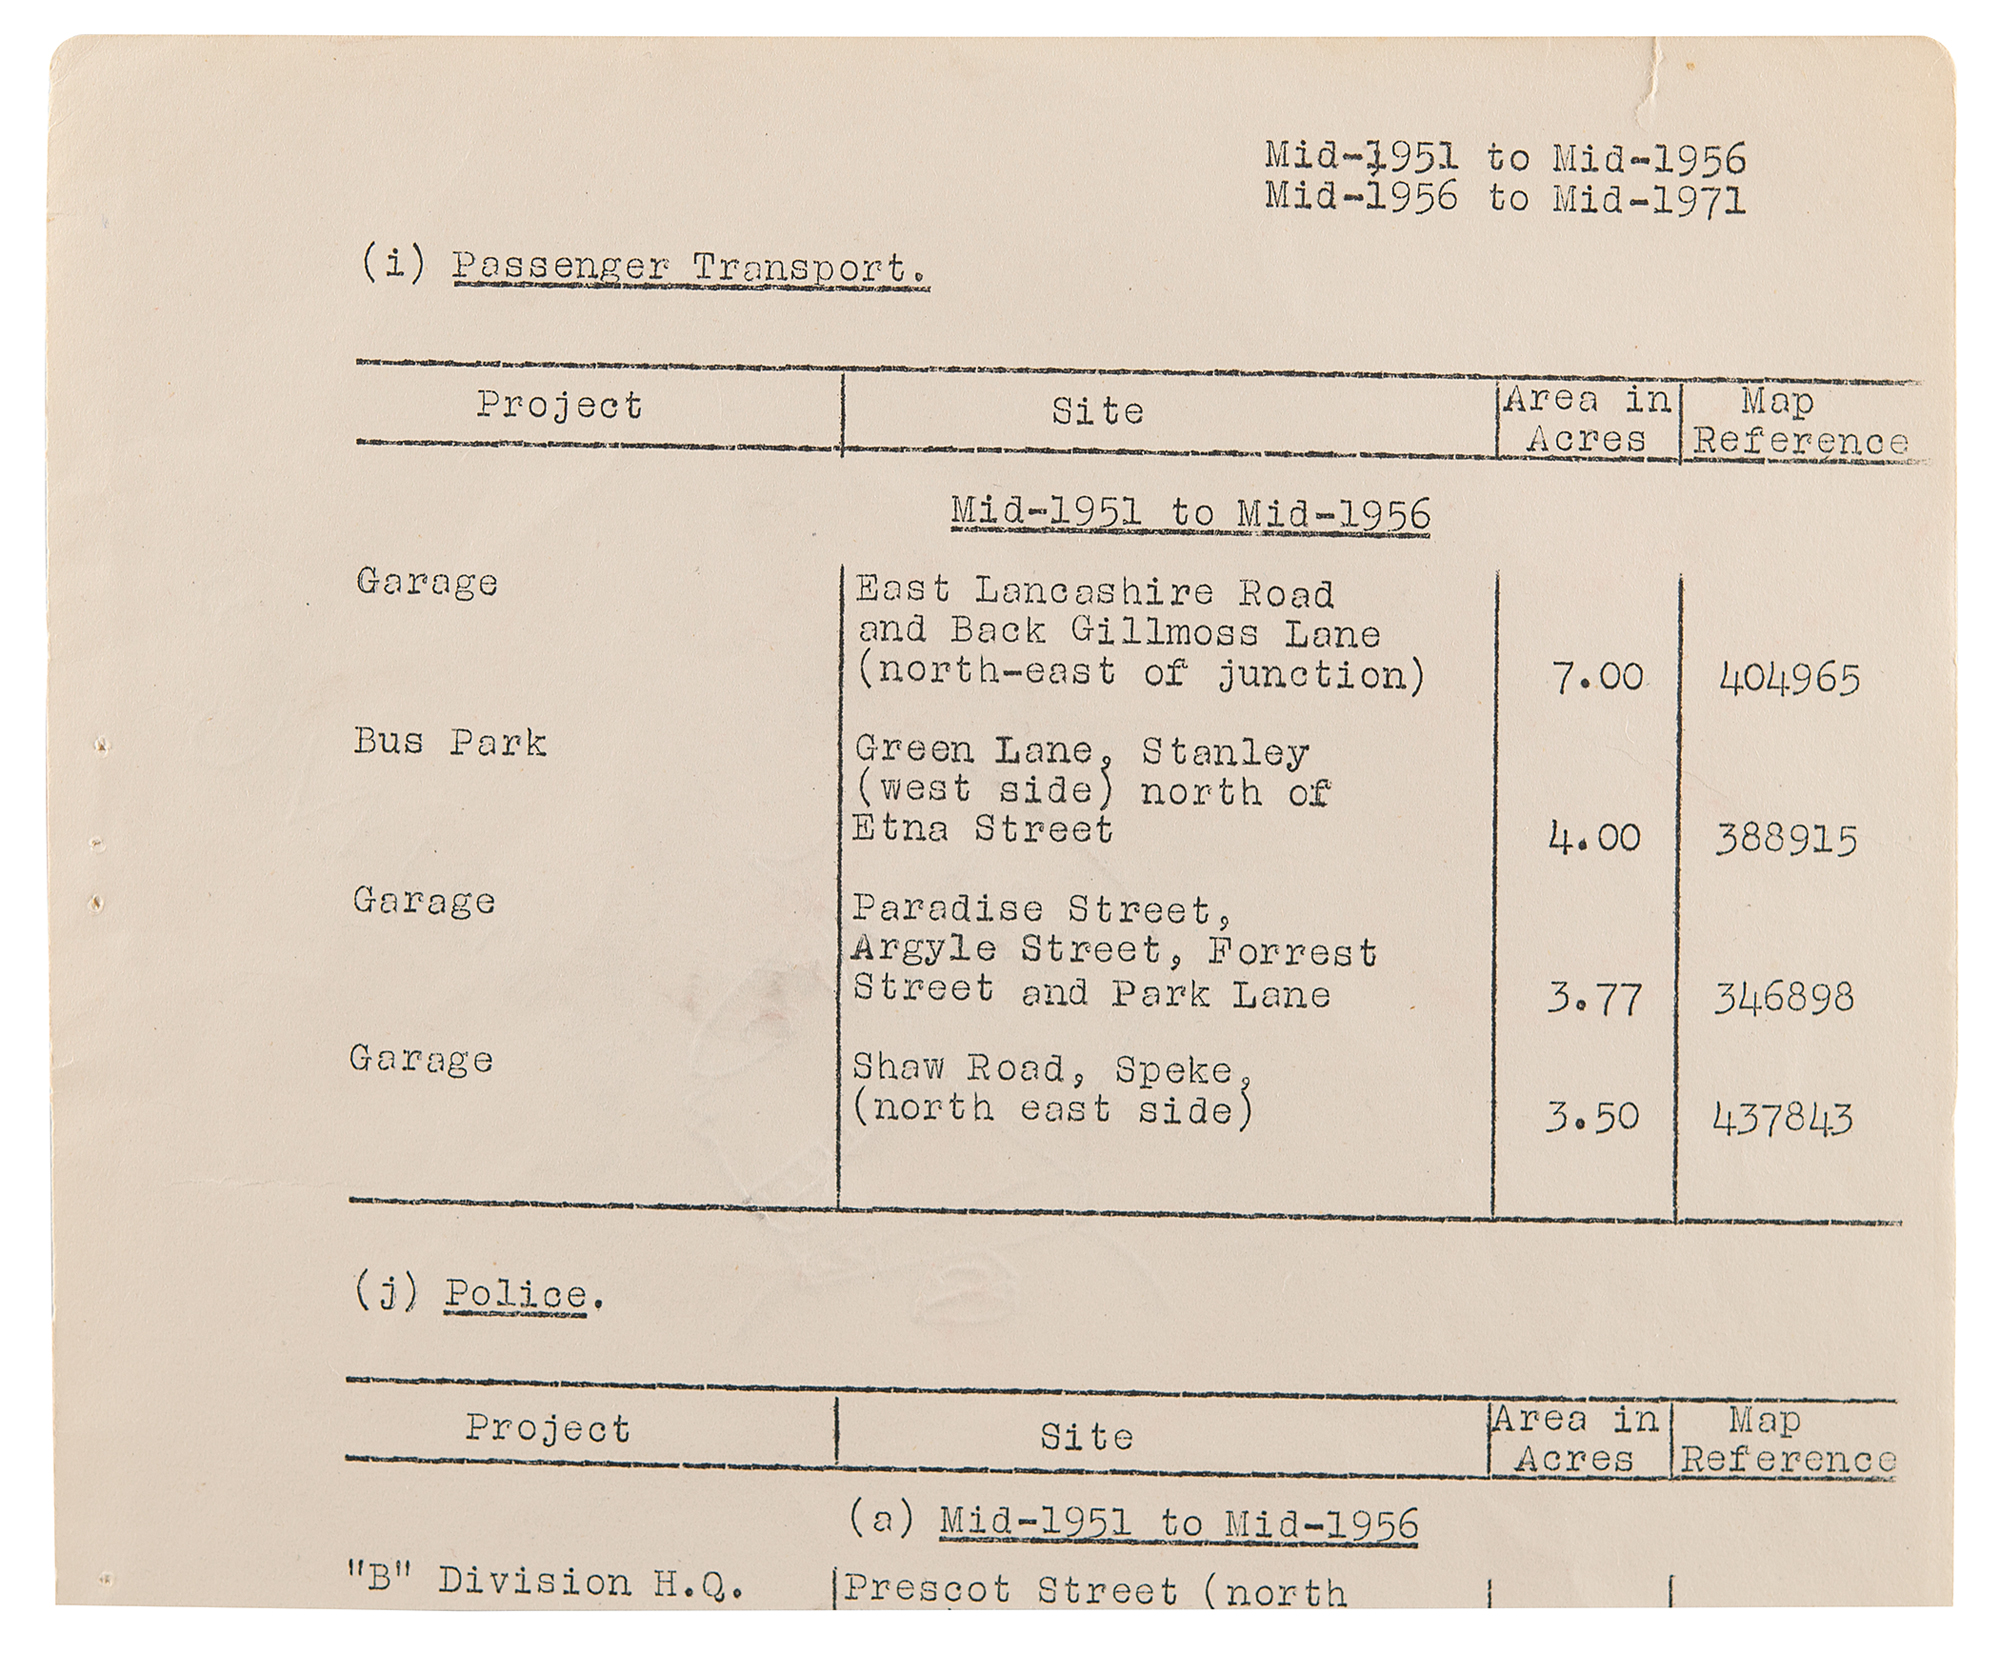 Mid-1951 to Mid-1956
Mid-1956 to Mid-1971
(i) Passenger Transport.
Project Site Area in Map
Acres Reference
Mid-1951 to Mid-1956
Garage East Lancashire Road
and Back Gillmoss Lane
(north-east of junction) 7.00 404965
Bus Park Green Lane, Stanley
(west side) north of
Etna Street 4.00 388915
Garage Paradise Street,
Argyle Street, Forrest
Street and Park Lane 3.77 346898
Garage Shaw Road, Speke,
(north east side) 3.50 437843
(j) Police.
Project Site Area in Map
Acres Reference
(a) Mid-1951 to Mid-1956
"B" Division H.Q. Prescot Street (north